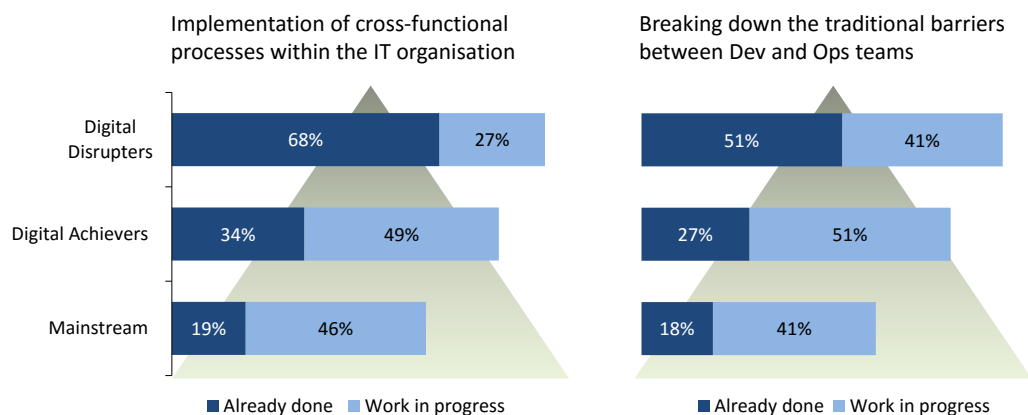 Implementation of cross-functional
processes within the IT organisation
Breaking down the traditional barriers
between Dev and Ops teams
Digital
Disrupters
68%
27%
51%
41%
Digital Achievers
34%
49%
27%
51%
Mainstream
19%
46%
18%
41%
Already done
Work in progress
Already done
Work in progress